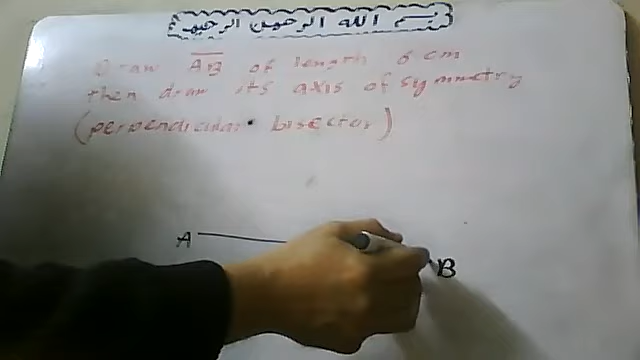 بسم الله الرحمن الرحيم
Draw AB of length 6 cm
then draw its axis of symmetry
(perpendicular bisector)
A B